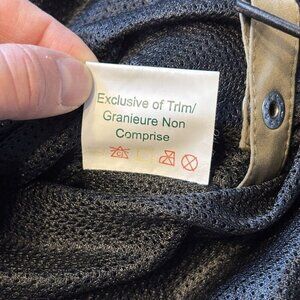 Exclusive of Trim/
Granieure Non
Comprise